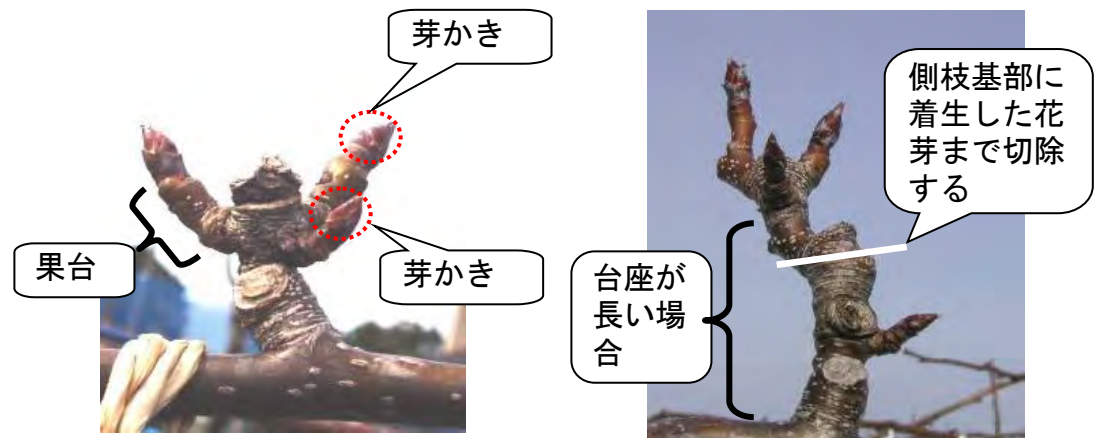 芽かき
果台
芽かき
側枝基部に
着生した花
芽まで切除
する
台座が
長い場
合